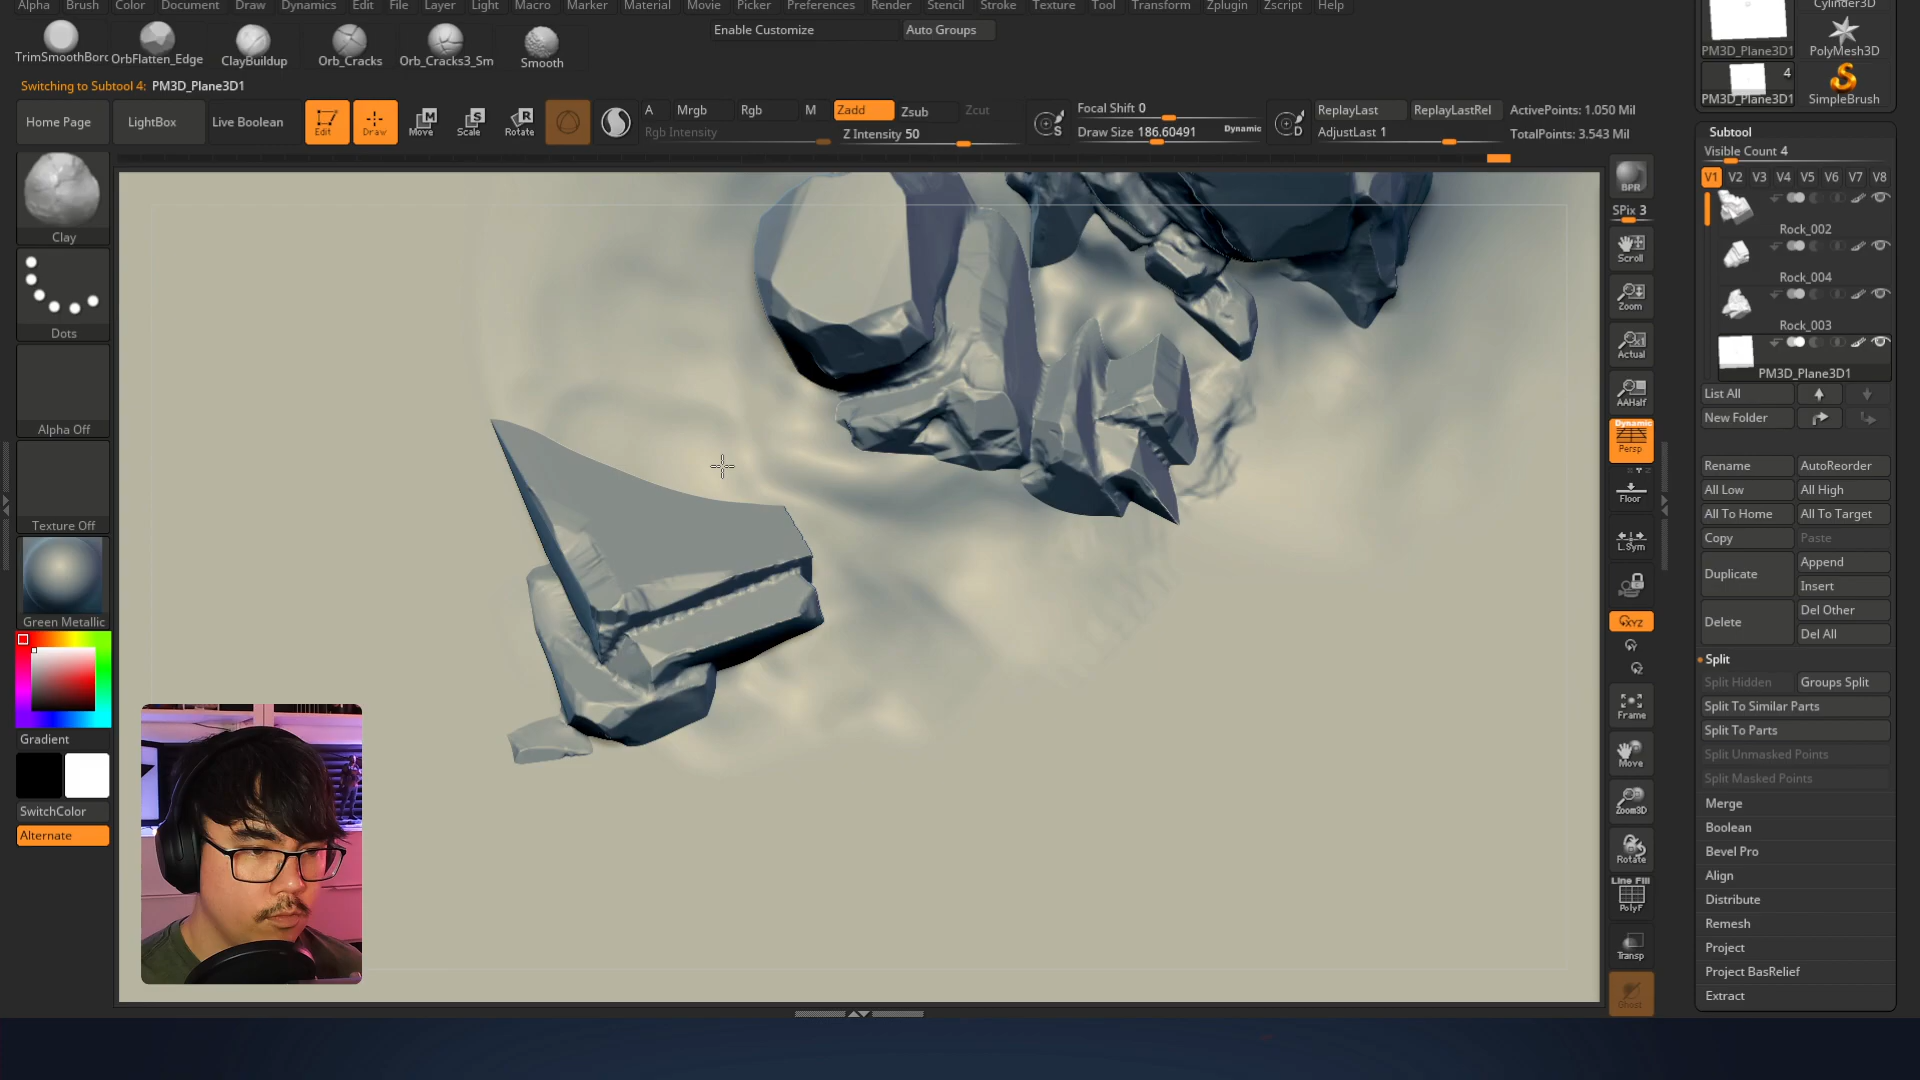 Alpha Brush Color Document Draw Dynamics Edit File Layer Light Macro Marker Material Movie Picker Preferences Render Stencil Stroke Texture Tool Transform Zplugin Zscript Help
Enable Customize Auto Groups
TrimSmoothBorc OrbFlatten_Edge ClayBuildup Orb_Cracks Orb_Cracks3_Sm Smooth
Switching to Subtool 4: PM3D_Plane3D1
Home Page LightBox Live Boolean Edit Draw Move Scale Rotate
A Mrgb Rgb M Zadd Zsub Zcut
Rgb Intensity Z Intensity 50
Focal Shift 0
Draw Size 186.60491 Dynamic
ReplayLast ReplayLastRel ActivePoints: 1.050 Mil
AdjustLast 1 TotalPoints: 3.543 Mil
S
D
Clay
Dots
Alpha Off
Texture Off
Green Metallic
Gradient
SwitchColor
Alternate
BPR
SPix 3
Scroll
Zoom
Actual
AAHalf
Dynamic
Persp
Floor
L.Sym
XYZ
Y
Z
Frame
Move
Zoom3D
Rotate
Line Fill
PolyF
Transp
Ghost
Cylinder3D
PM3D_Plane3D1 PolyMesh3D
4
PM3D_Plane3D1 SimpleBrush
Subtool
Visible Count 4
V1 V2 V3 V4 V5 V6 V7 V8
Rock_002
Rock_004
Rock_003
PM3D_Plane3D1
List All
New Folder
Rename AutoReorder
All Low All High
All To Home All To Target
Copy Paste
Duplicate Append
Insert
Delete Del Other
Del All
Split
Split Hidden Groups Split
Split To Similar Parts
Split To Parts
Split Unmasked Points
Split Masked Points
Merge
Boolean
Bevel Pro
Align
Distribute
Remesh
Project
Project BasRelief
Extract